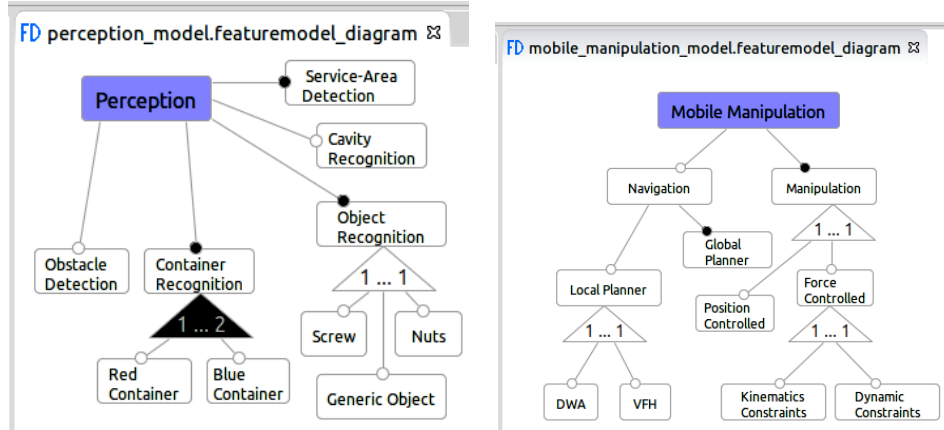 FD perception_model.featuremodel_diagram
Perception
Service-Area
Detection
Cavity
Recognition
Object
Recognition
Obstacle
Detection
Container
Recognition
1 ... 1
1 ... 2
Screw
Nuts
Red
Container
Blue
Container
Generic Object
FD mobile_manipulation_model.featuremodel_diagram
Mobile Manipulation
Navigation
Manipulation
1 ... 1
Global
Planner
Local Planner
Position
Controlled
Force
Controlled
1 ... 1
1 ... 1
DWA
VFH
Kinematics
Constraints
Dynamic
Constraints